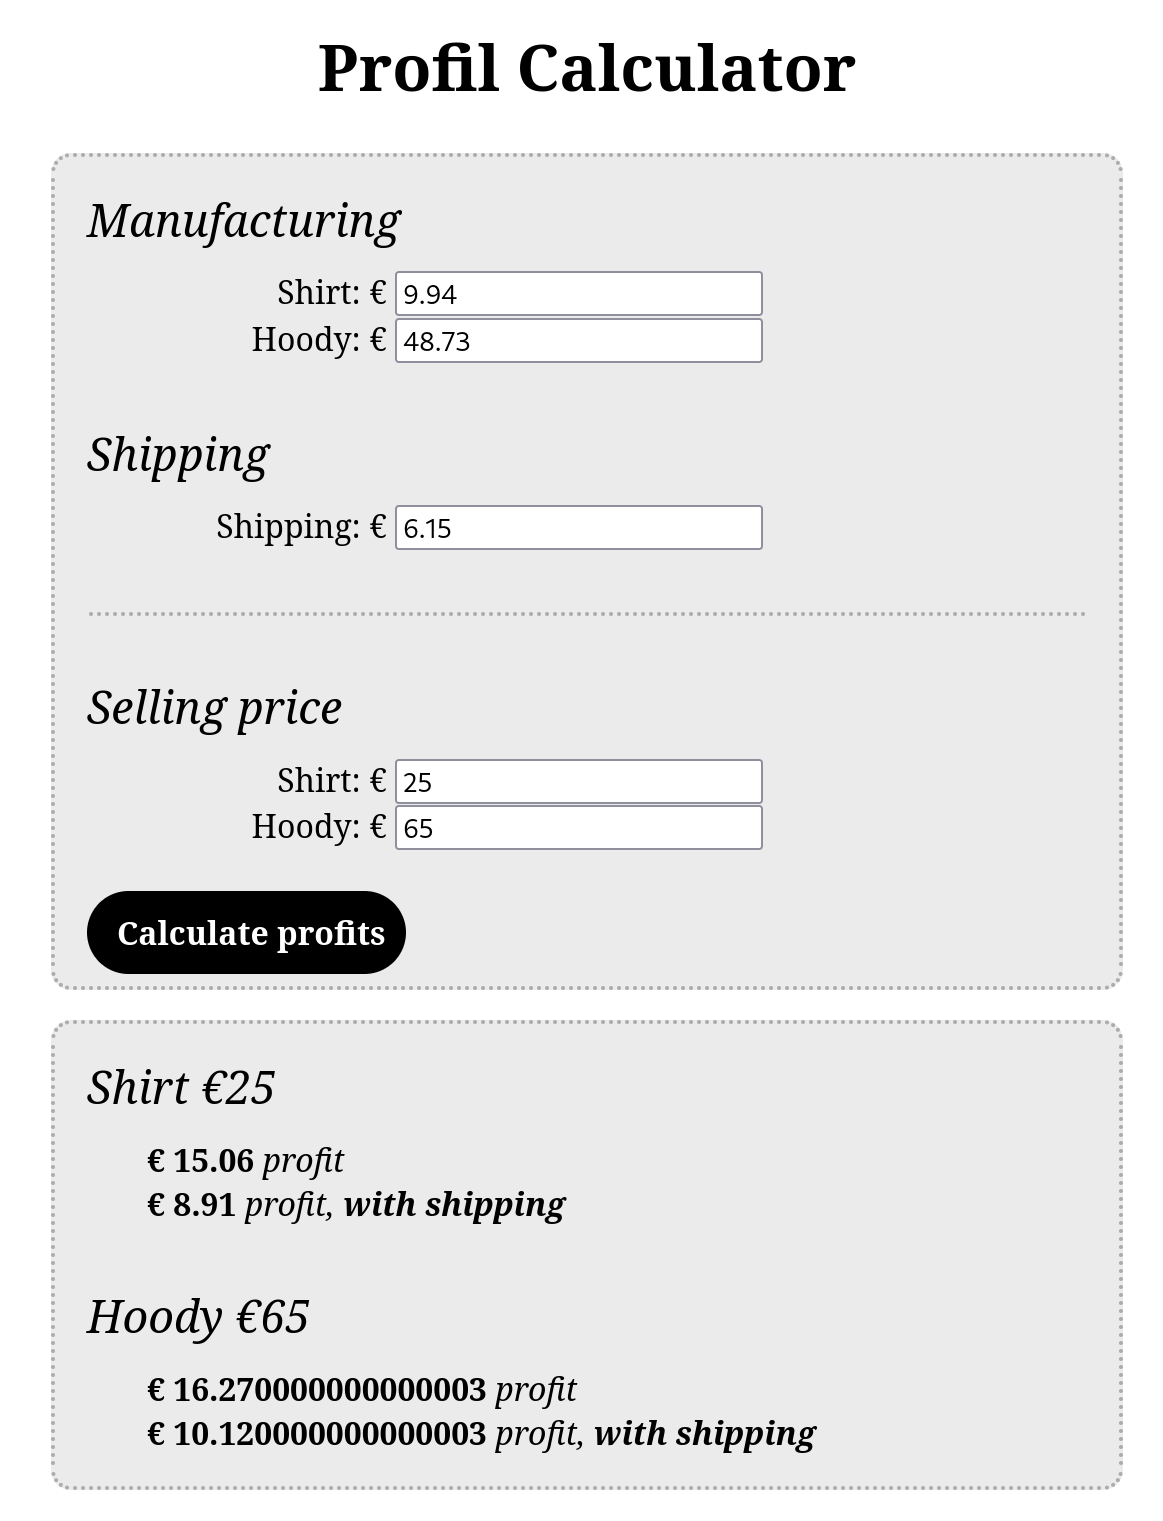 Profil Calculator
Manufacturing
Shirt: € 9.94
Hoody: € 48.73
Shipping
Shipping: € 6.15
Selling price
Shirt: € 25
Hoody: € 65
Calculate profits
Shirt €25
€ 15.06 profit
€ 8.91 profit, with shipping
Hoody €65
€ 16.270000000000003 profit
€ 10.120000000000003 profit, with shipping